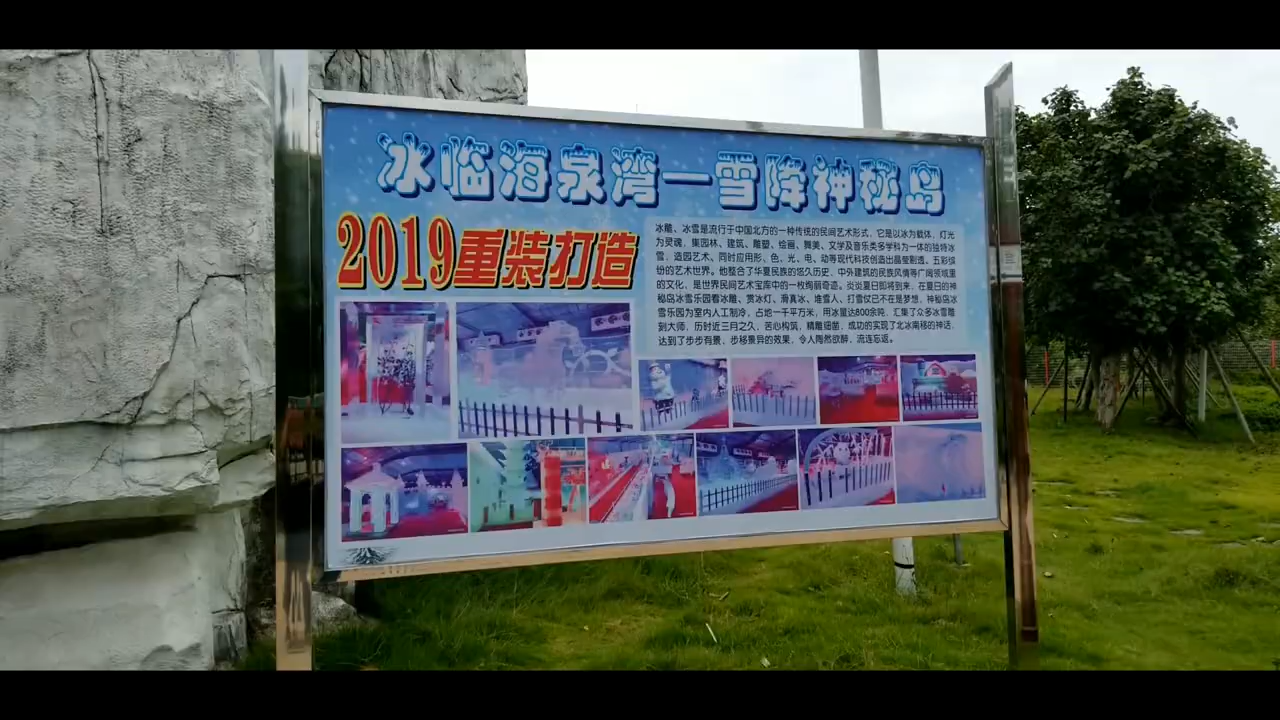 冰临海泉湾一雪降神秘岛
2019重装打造
冰雕、冰雪是流行于中国北方的一种传统的民间艺术形式，它是以冰为载体，灯光
为灵魂，集园林、建筑、雕塑、绘画、舞美、文学及音乐类多学科为一体的独特冰
雪，造园艺术。同时应用形、色、光、电、动等现代科技创造出晶莹剔透、五彩缤
纷的艺术世界。他整合了华夏民族的悠久历史，中外建筑的民族风情等广阔领域里
的文化，是世界民间艺术宝库中的一枚绚丽奇迹。炎炎夏日即将到来，在夏日的神
秘岛冰雪乐园看冰雕、赏冰灯、滑真冰、堆雪人、打雪仗已不在是梦想，神秘岛冰
雪乐园为室内人工制冷，占地一千平方米，用冰量达800余吨，汇集了众多冰雪雕
刻大师，历时近三月之久，苦心构筑，精雕细凿，成功的实现了北冰南移的神话，
达到了步步有景，步移景异的效果，令人陶然欲醉，流连忘返。